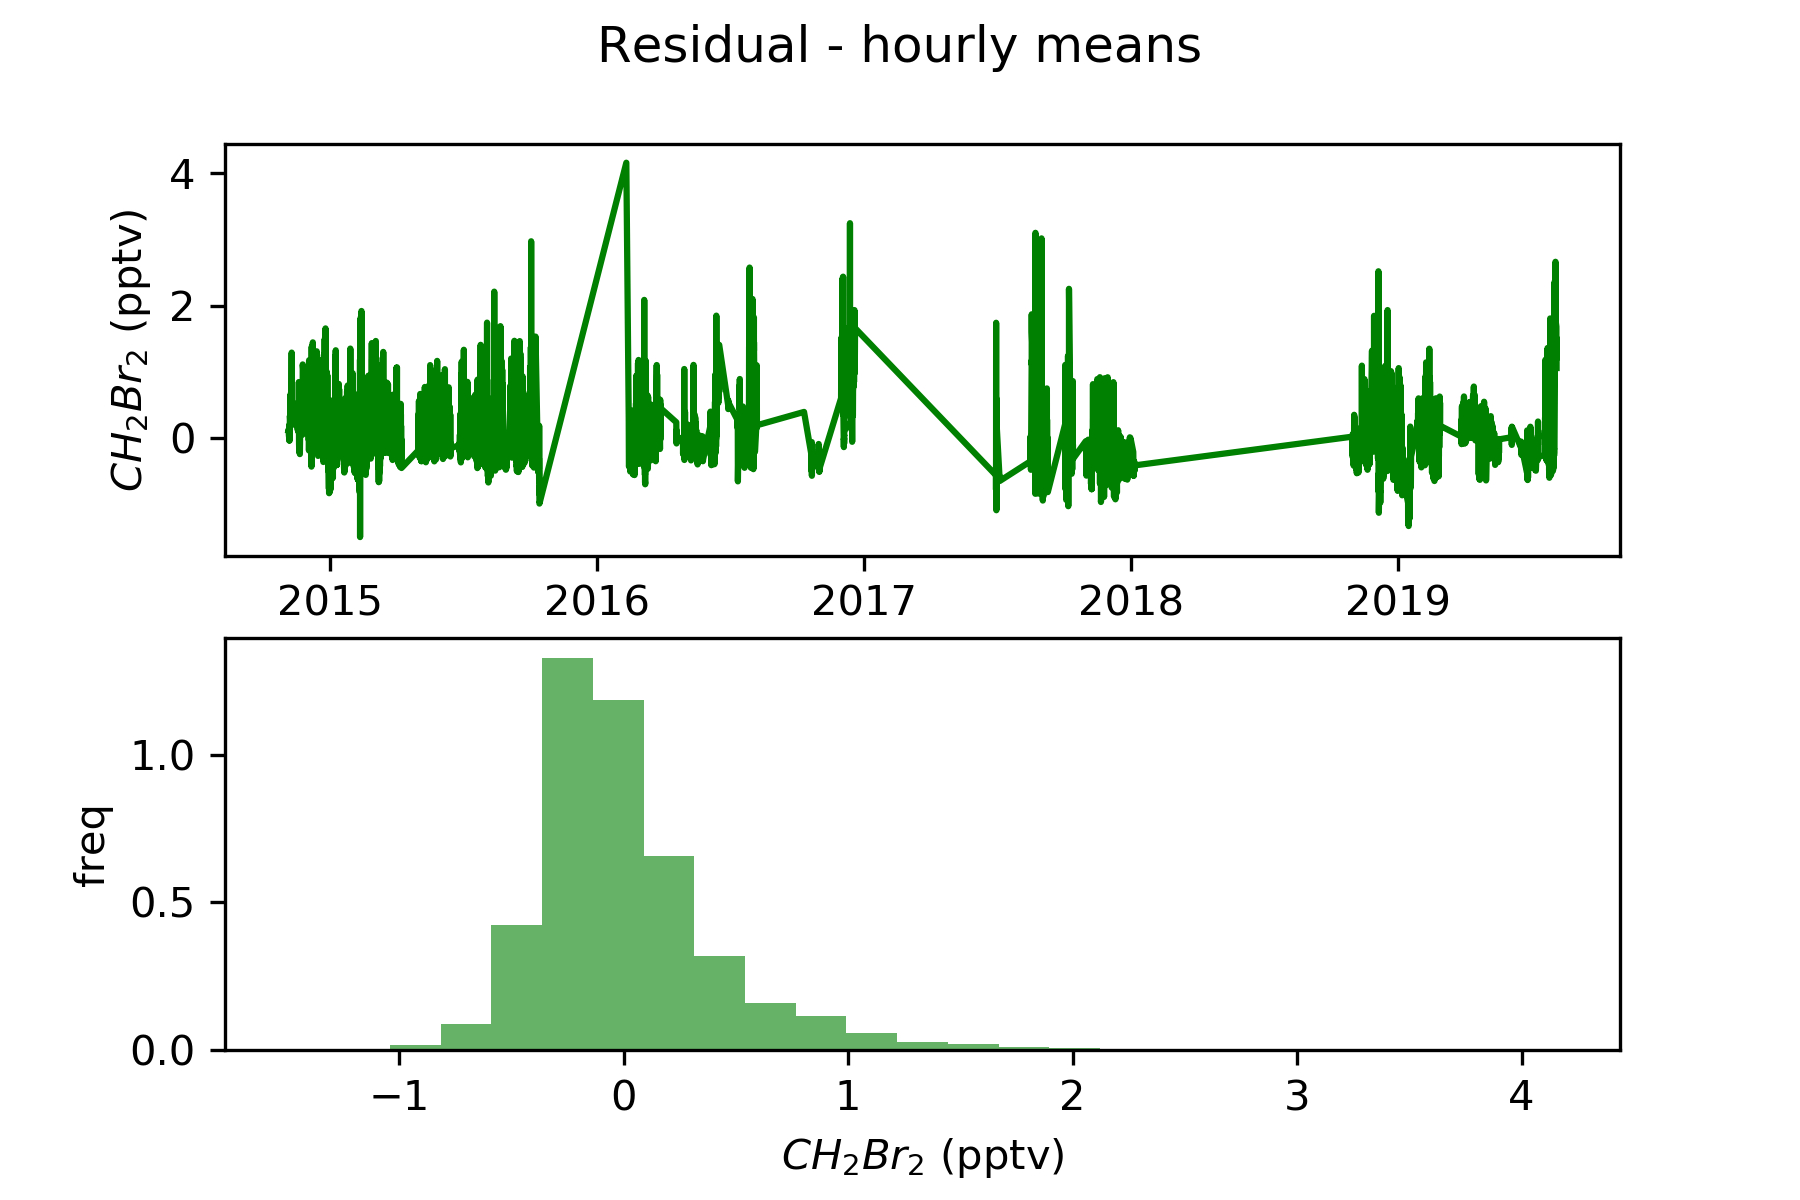 Residual - hourly means
4
2
0
CH₂Br₂ (pptv)
2015 2016 2017 2018 2019
1.0
0.5
0.0
freq
−1 0 1 2 3 4
CH₂Br₂ (pptv)